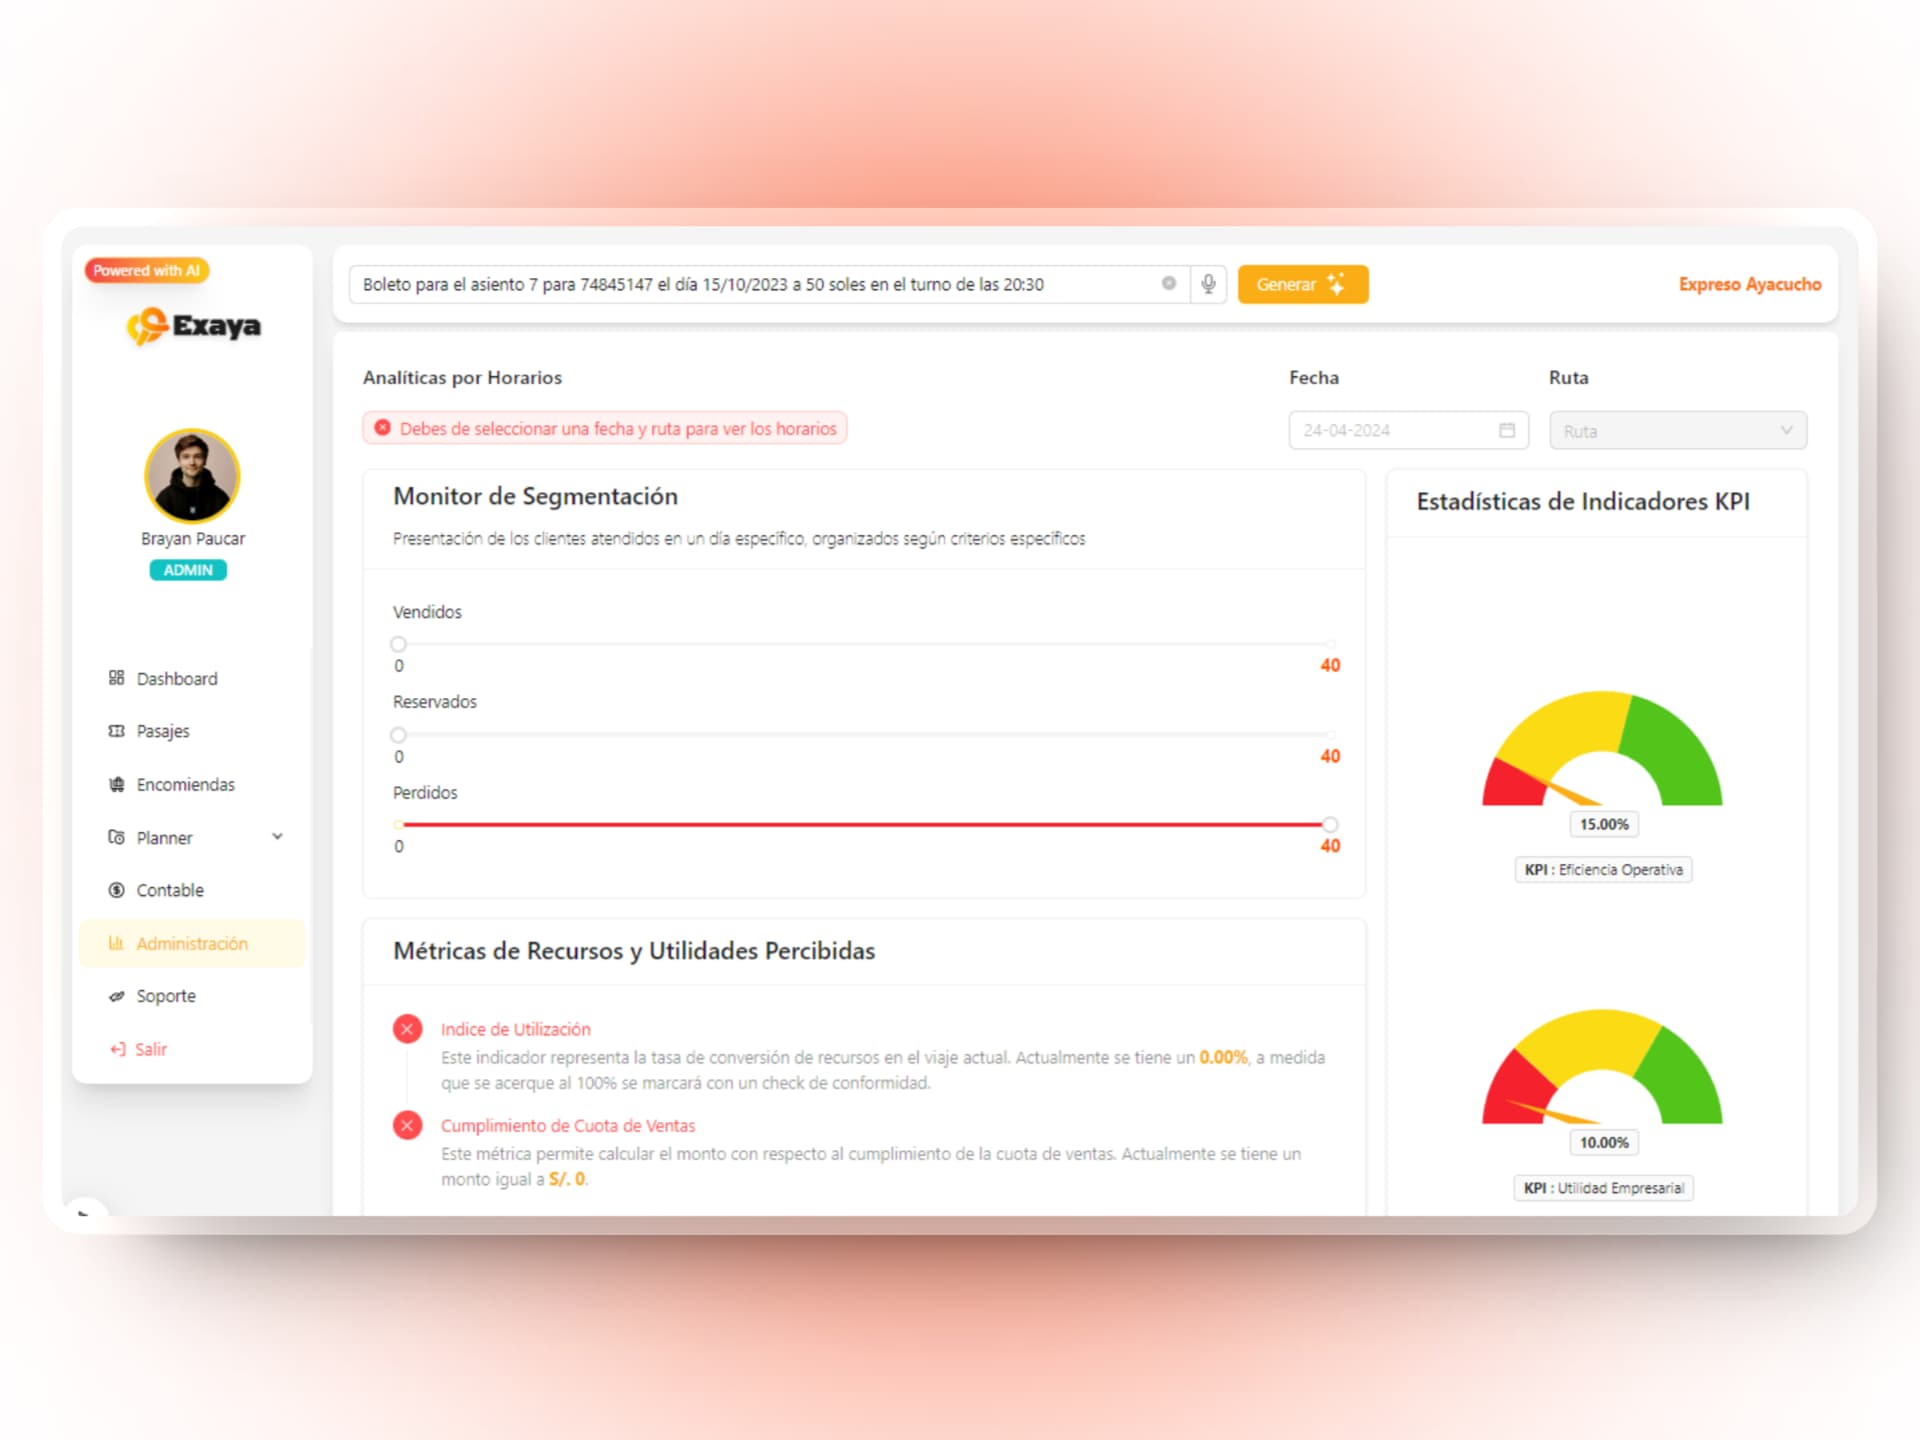 Powered with AI
Exaya
Brayan Paucar
ADMIN
Dashboard
Pasajes
Encomiendas
Planner
Contable
Administración
Soporte
Salir
Boleto para el asiento 7 para 74845147 el día 15/10/2023 a 50 soles en el turno de las 20:30
Generar
Expreso Ayacucho
Analíticas por Horarios
Fecha
Ruta
Debes de seleccionar una fecha y ruta para ver los horarios
24-04-2024
Ruta
Monitor de Segmentación
Presentación de los clientes atendidos en un día específico, organizados según criterios específicos
Vendidos
0
40
Reservados
0
40
Perdidos
0
40
Métricas de Recursos y Utilidades Percibidas
Indice de Utilización
Este indicador representa la tasa de conversión de recursos en el viaje actual. Actualmente se tiene un 0.00%, a medida
que se acerque al 100% se marcará con un check de conformidad.
Cumplimiento de Cuota de Ventas
Este métrica permite calcular el monto con respecto al cumplimiento de la cuota de ventas. Actualmente se tiene un
monto igual a S/. 0.
Estadísticas de Indicadores KPI
15.00%
KPI : Eficiencia Operativa
10.00%
KPI : Utilidad Empresarial